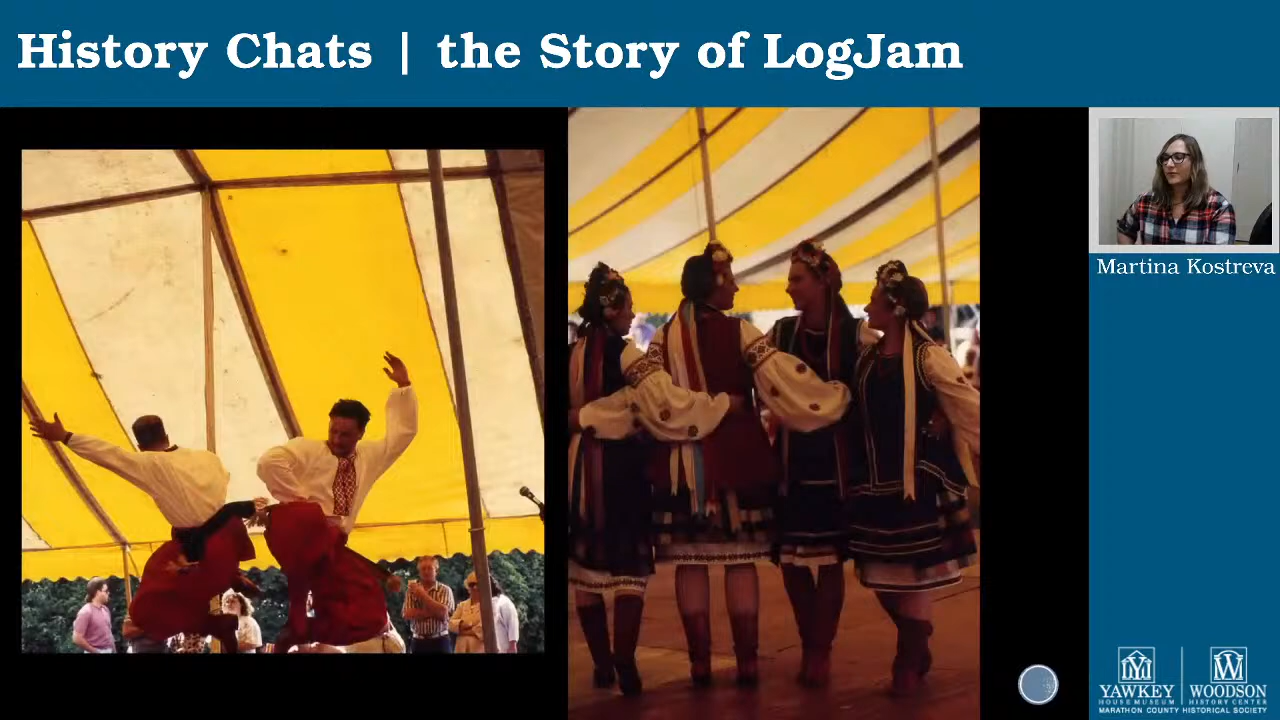 History Chats | the Story of LogJam
Martina Kostreva
YAWKEY
HOUSE MUSEUM
WOODSON
HISTORY CENTER
MARATHON COUNTY HISTORICAL SOCIETY